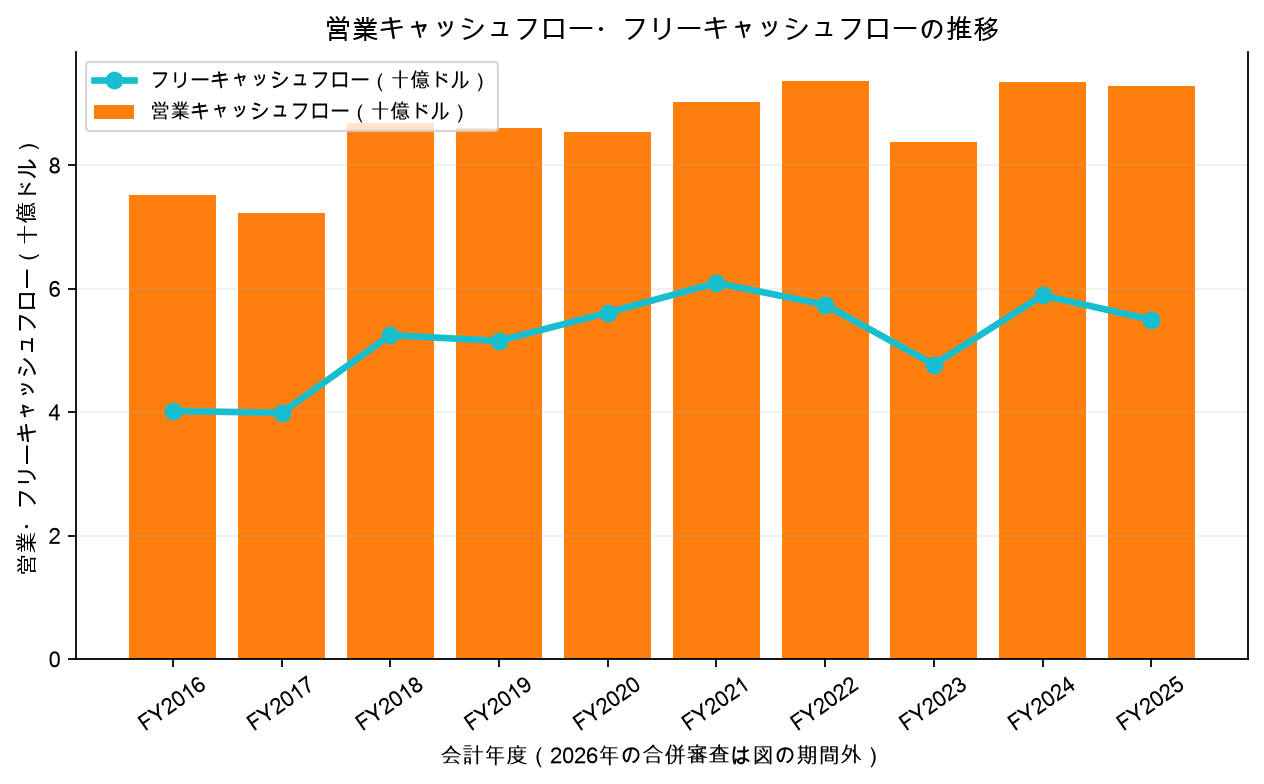 営業キャッシュフロー・フリーキャッシュフローの推移
フリーキャッシュフロー（十億ドル）
営業キャッシュフロー（十億ドル）
営業・フリーキャッシュフロー（十億ドル）
8
6
4
2
0
FY2016
FY2017
FY2018
FY2019
FY2020
FY2021
FY2022
FY2023
FY2024
FY2025
会計年度（2026年の合併審査は図の期間外）